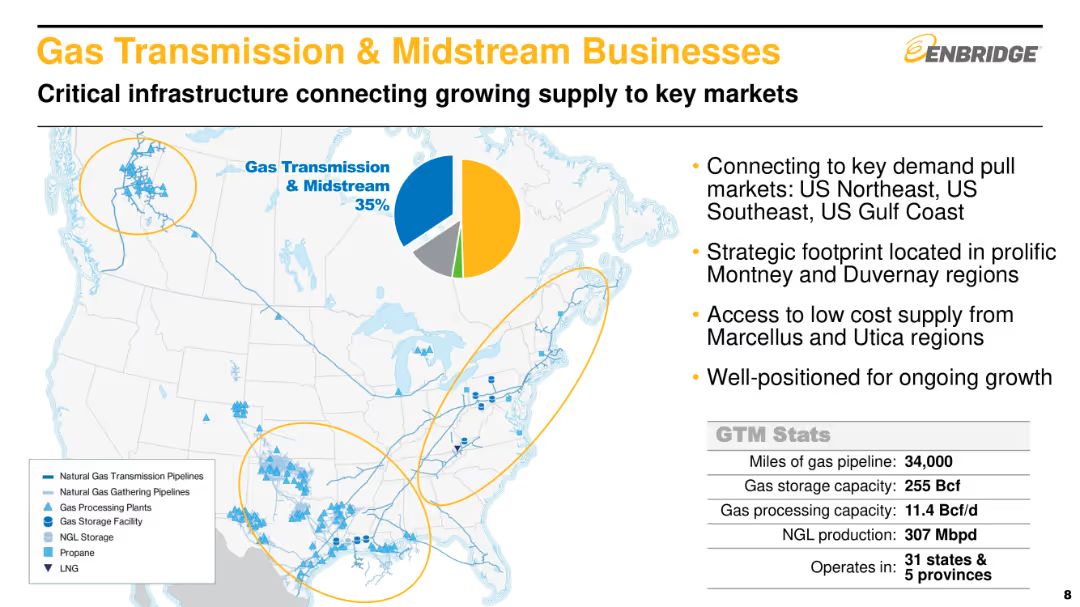 Gas Transmission & Midstream Businesses
ENBRIDGE
Critical infrastructure connecting growing supply to key markets
Gas Transmission
& Midstream
35%
• Connecting to key demand pull
markets: US Northeast, US
Southeast, US Gulf Coast
• Strategic footprint located in prolific
Montney and Duvernay regions
• Access to low cost supply from
Marcellus and Utica regions
• Well-positioned for ongoing growth
GTM Stats
Miles of gas pipeline: 34,000
Gas storage capacity: 255 Bcf
Gas processing capacity: 11.4 Bcf/d
NGL production: 307 Mbpd
Operates in: 31 states &
5 provinces
Natural Gas Transmission Pipelines
Natural Gas Gathering Pipelines
Gas Processing Plants
Gas Storage Facility
NGL Storage
Propane
LNG
8